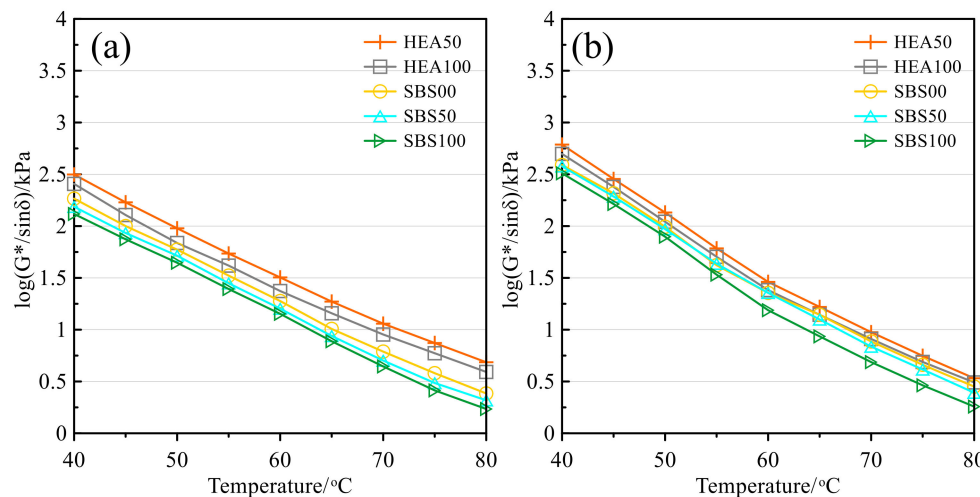 (a)
HEA50
HEA100
SBS00
SBS50
SBS100
log(G*/sinδ)/kPa
4
3.5
3
2.5
2
1.5
1
0.5
0
40
50
60
70
80
Temperature/°C
(b)
HEA50
HEA100
SBS00
SBS50
SBS100
log(G*/sinδ)/kPa
4
3.5
3
2.5
2
1.5
1
0.5
0
40
50
60
70
80
Temperature/°C